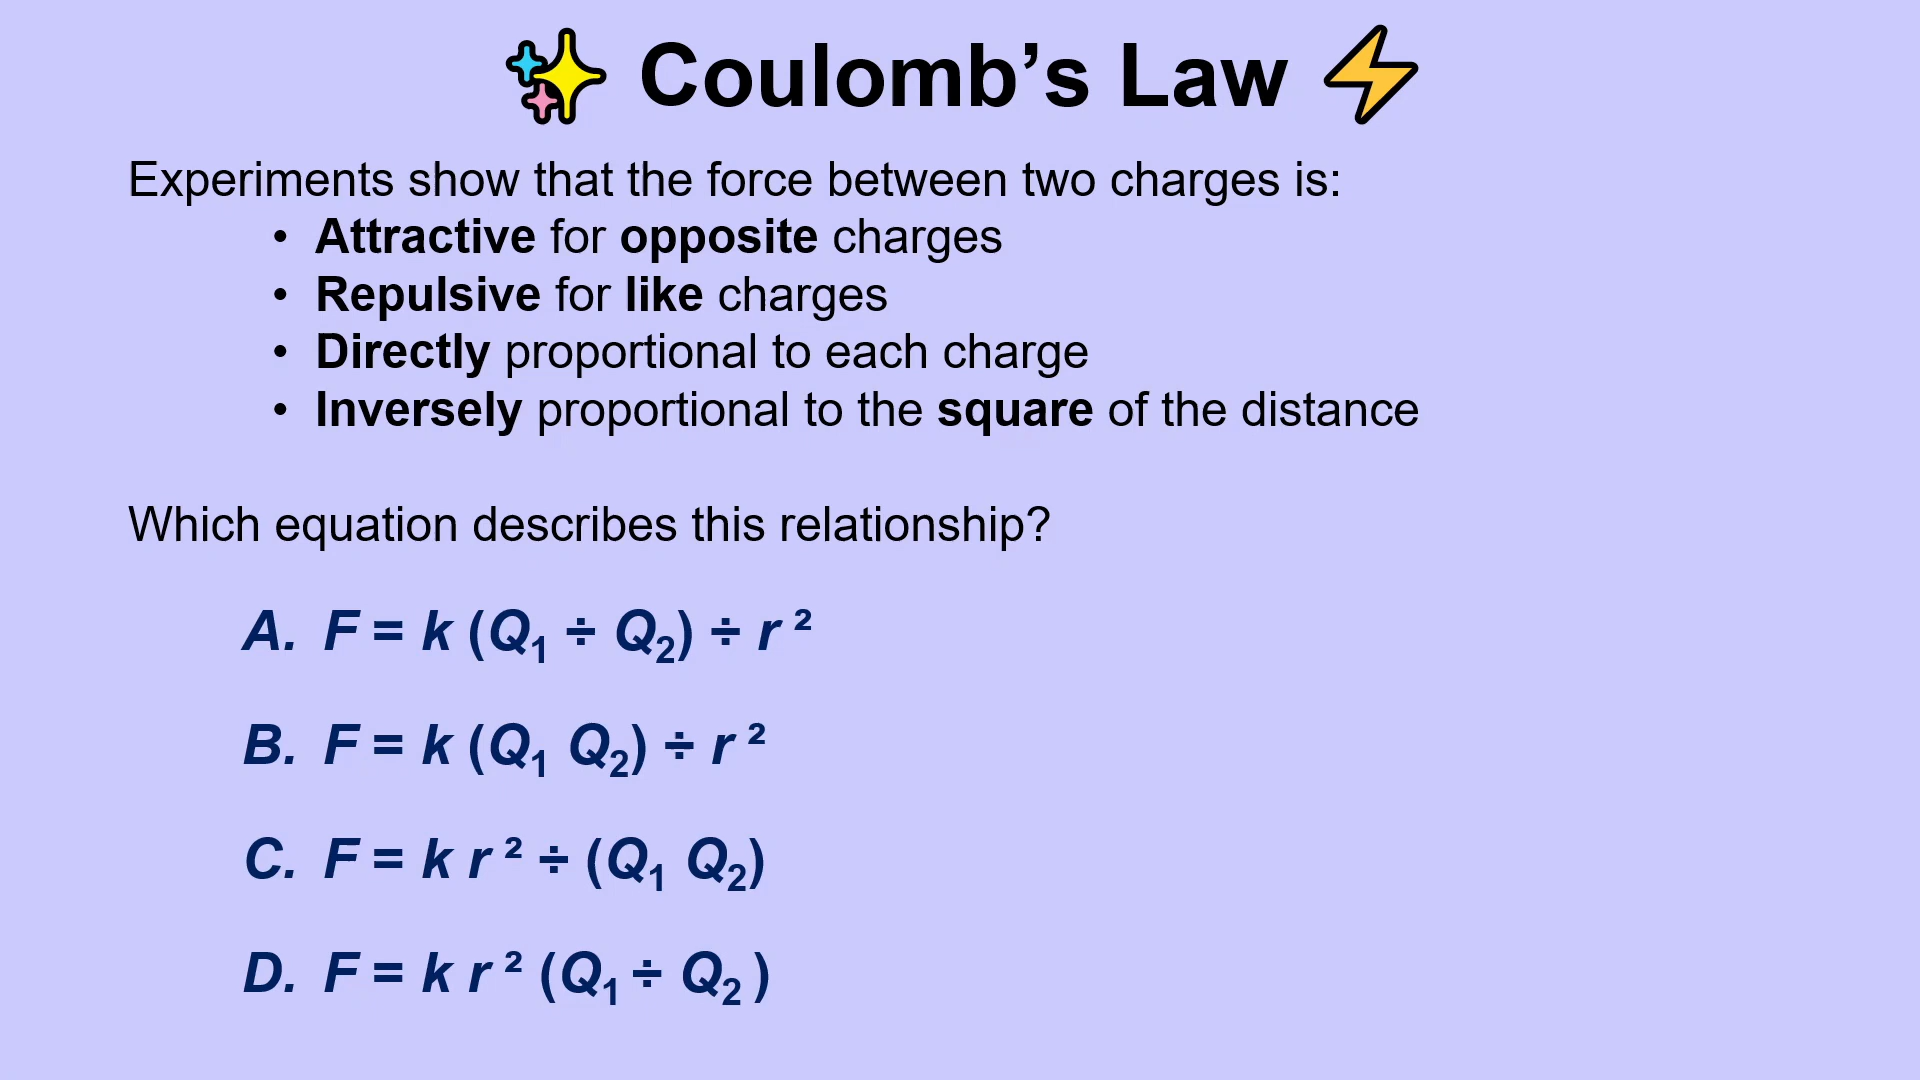 ✨ Coulomb’s Law ⚡
Experiments show that the force between two charges is:
• Attractive for opposite charges
• Repulsive for like charges
• Directly proportional to each charge
• Inversely proportional to the square of the distance
Which equation describes this relationship?
A. F = k (Q₁ ÷ Q₂) ÷ r ²
B. F = k (Q₁ Q₂) ÷ r ²
C. F = k r ² ÷ (Q₁ Q₂)
D. F = k r ² (Q₁ ÷ Q₂ )